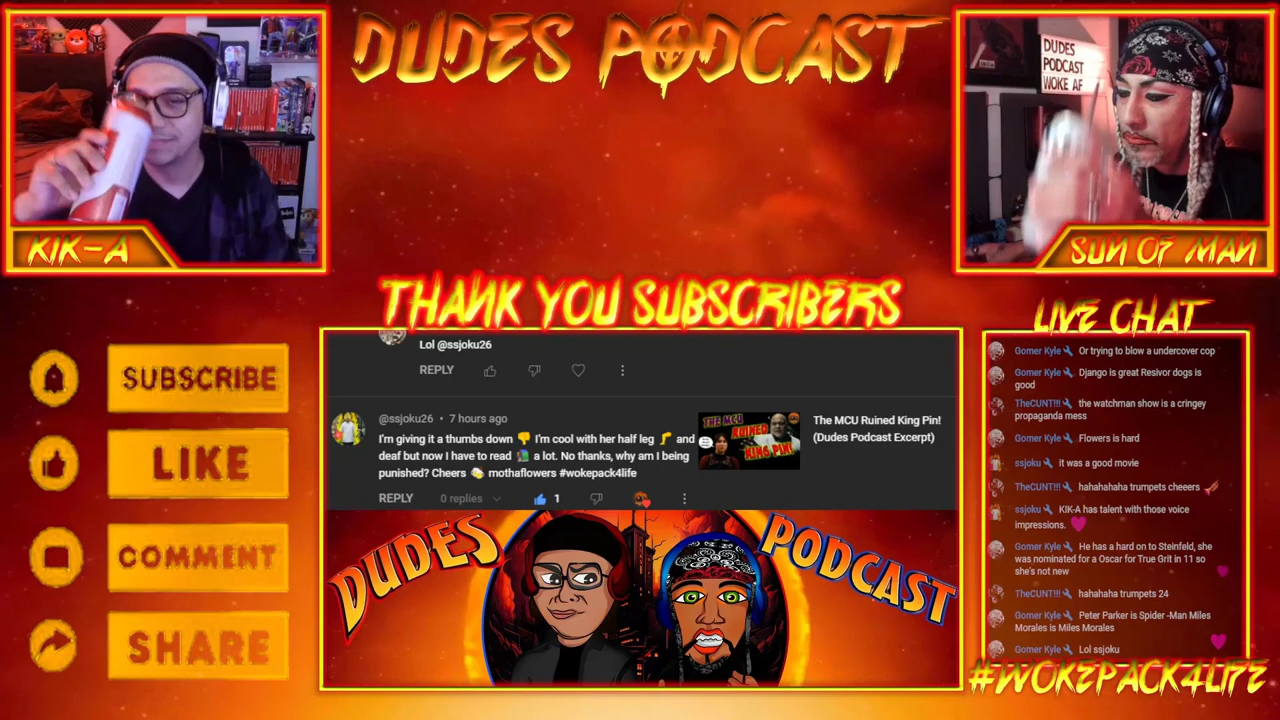 DUDES PODCAST
DUDES
PODCAST
WOKE AF
KIK-A
SUN OF MAN
THANK YOU SUBSCRIBERS
SUBSCRIBE
LIKE
COMMENT
SHARE
Lol @ssjoku26
REPLY
@ssjoku26 • 7 hours ago
I'm giving it a thumbs down 👎 I'm cool with her half leg 🦵 and
deaf but now I have to read 📚 a lot. No thanks, why am I being
punished? Cheers 🍻 mothaflowers #wokepack4life
REPLY 0 replies 1
THE MCU
RUINED
KING PIN!
The MCU Ruined King Pin!
(Dudes Podcast Excerpt)
DUDES
PODCAST
LIVE CHAT
Gomer Kyle Or trying to blow a undercover cop
Gomer Kyle Django is great Resivor dogs is
good
TheCUNT!!! the watchman show is a cringey
propaganda mess
Gomer Kyle Flowers is hard
ssjoku it was a good movie
TheCUNT!!! hahahahaha trumpets cheeers
ssjoku KIK-A has talent with those voice
impressions.
Gomer Kyle He has a hard on to Steinfeld, she
was nominated for a Oscar for True Grit in 11 so
she's not new
TheCUNT!!! hahahaha trumpets 24
Gomer Kyle Peter Parker is Spider -Man Miles
Morales is Miles Morales
Gomer Kyle Lol ssjoku
#WOKEPACK4LIFE